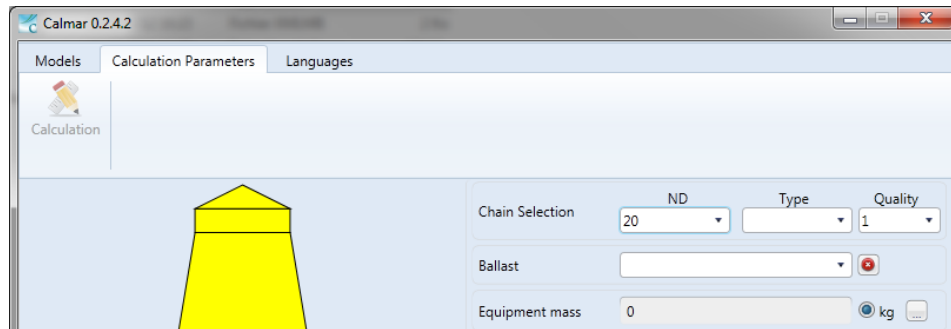 Calmar 0.2.4.2
Models Calculation Parameters Languages
Calculation
ND Type Quality
Chain Selection 20 1
Ballast
Equipment mass 0 kg ...